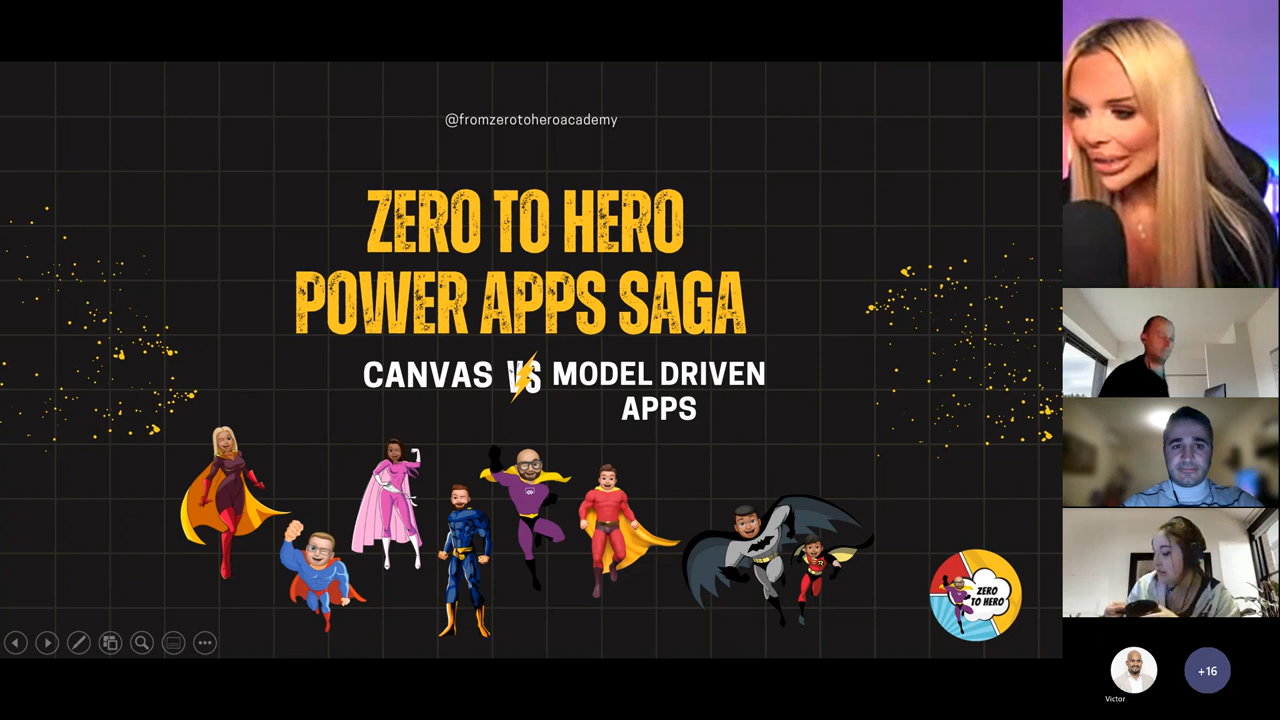 @fromzerotoheroacademy
ZERO TO HERO
POWER APPS SAGA
CANVAS VS MODEL DRIVEN
APPS
ZERO
TO HERO
+16
Victor